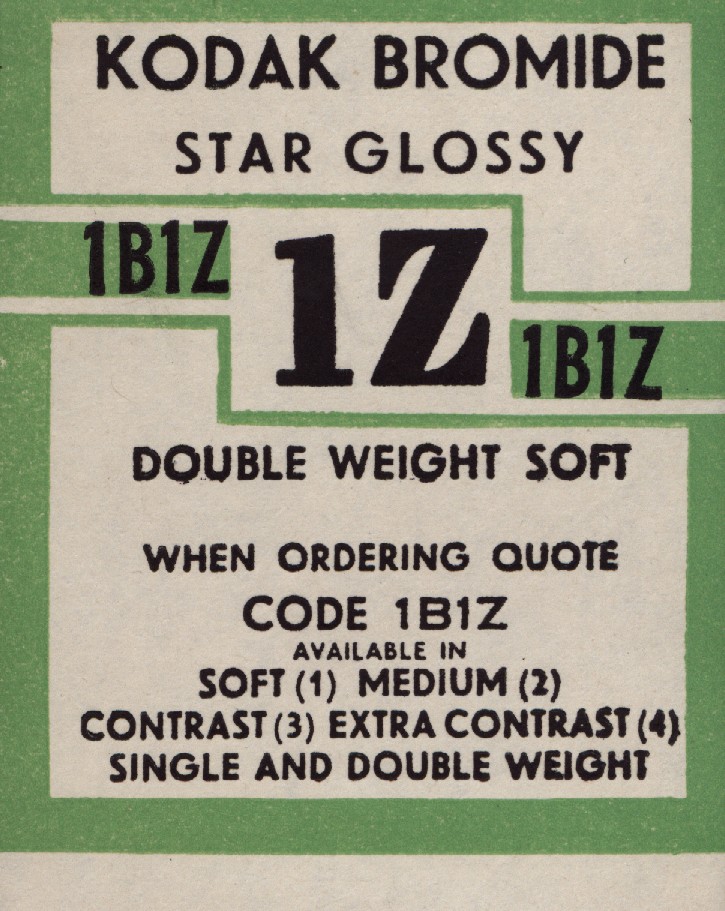 KODAK BROMIDE
STAR GLOSSY
1B1Z
1Z
1B1Z
DOUBLE WEIGHT SOFT
WHEN ORDERING QUOTE
CODE 1B1Z
AVAILABLE IN
SOFT (1) MEDIUM (2)
CONTRAST (3) EXTRA CONTRAST (4)
SINGLE AND DOUBLE WEIGHT